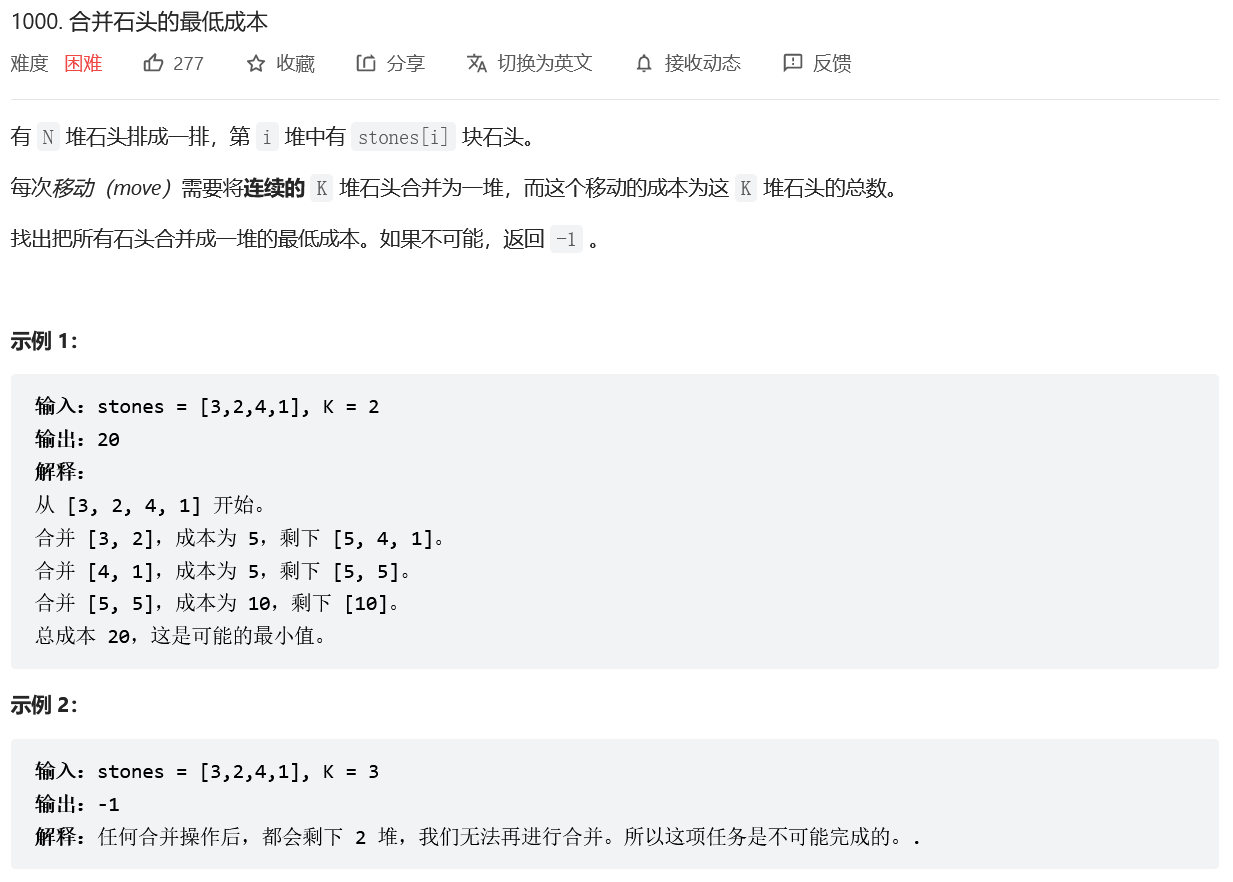 1000. 合并石头的最低成本
难度 困难 277 收藏 分享 切换为英文 接收动态 反馈
有 N 堆石头排成一排，第 i 堆中有 stones[i] 块石头。
每次移动（move）需要将连续的 K 堆石头合并为一堆，而这个移动的成本为这 K 堆石头的总数。
找出把所有石头合并成一堆的最低成本。如果不可能，返回 -1 。
示例 1：
输入：stones = [3,2,4,1], K = 2
输出：20
解释：
从 [3, 2, 4, 1] 开始。
合并 [3, 2]，成本为 5，剩下 [5, 4, 1]。
合并 [4, 1]，成本为 5，剩下 [5, 5]。
合并 [5, 5]，成本为 10，剩下 [10]。
总成本 20，这是可能的最小值。
示例 2：
输入：stones = [3,2,4,1], K = 3
输出：-1
解释：任何合并操作后，都会剩下 2 堆，我们无法再进行合并。所以这项任务是不可能完成的。.